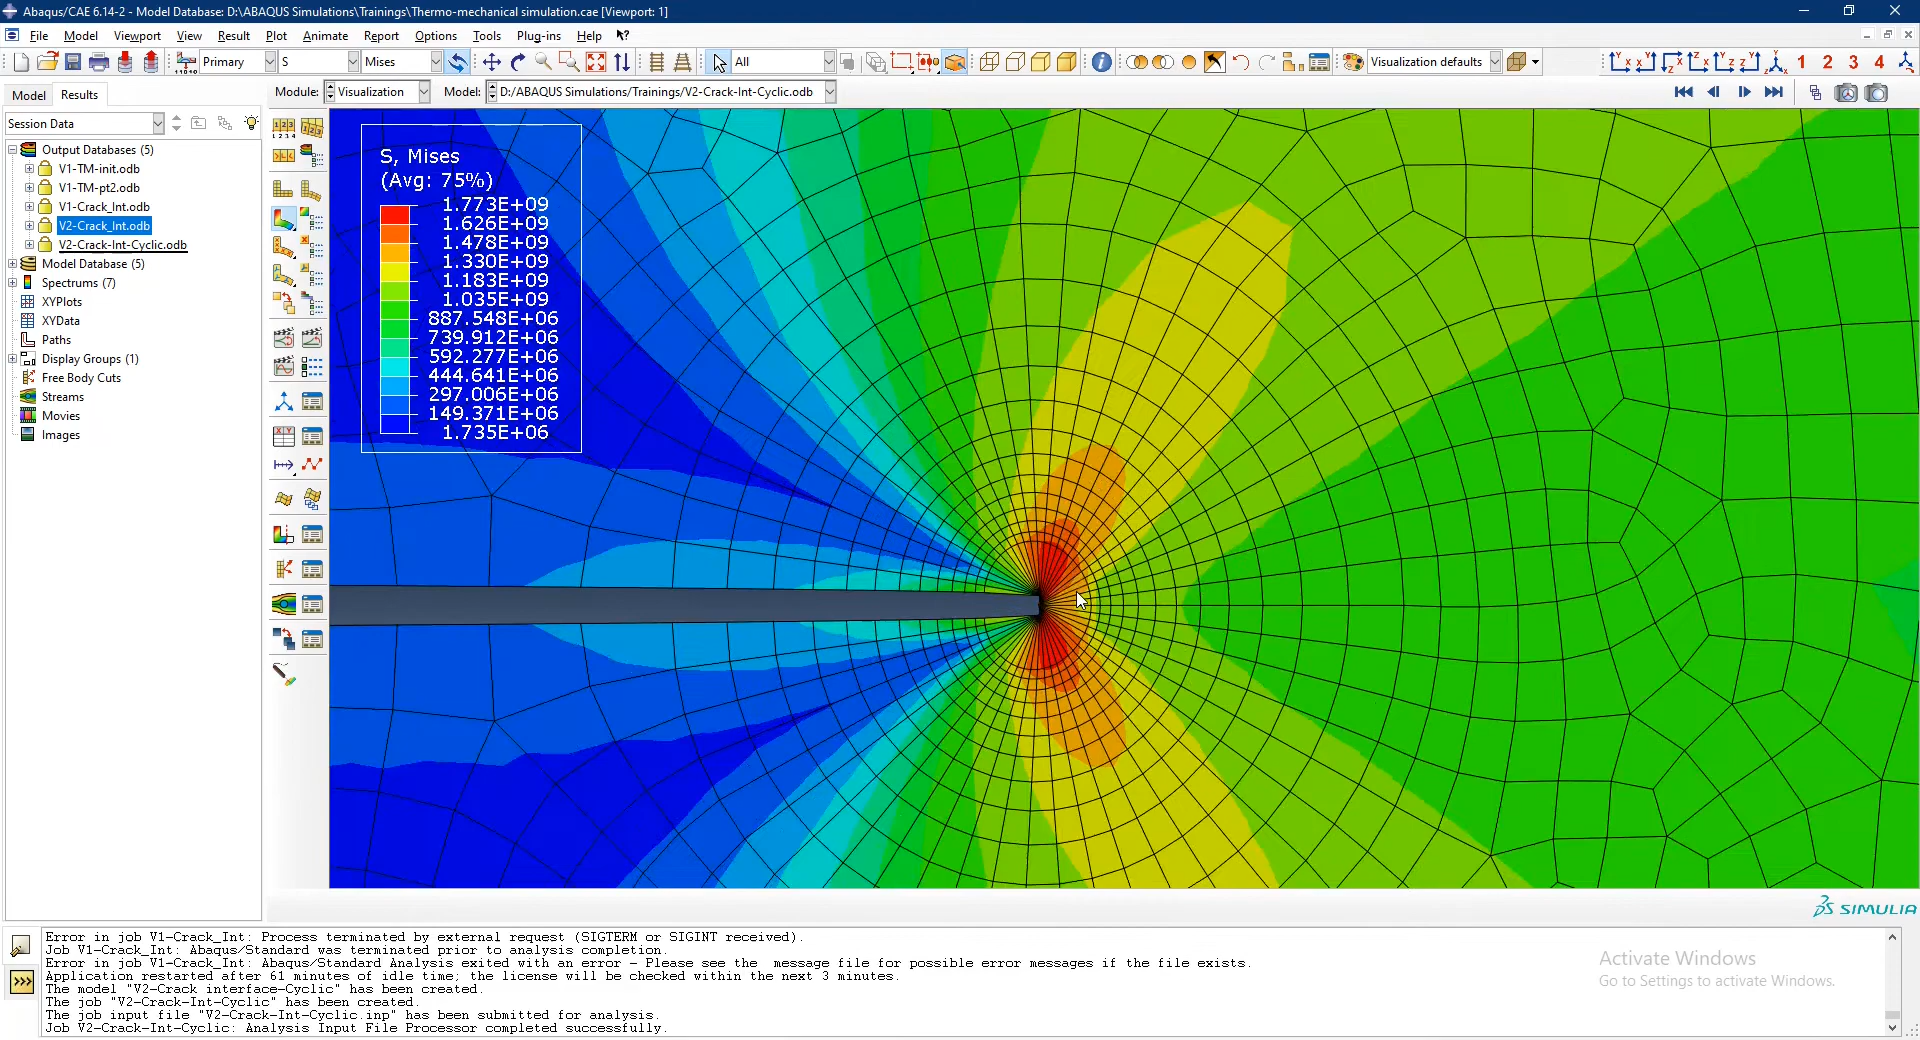 Abaqus/CAE 6.14-2 - Model Database: D:\ABAQUS Simulations\Trainings\Thermo-mechanical simulation.cae [Viewport: 1]
File Model Viewport View Result Plot Animate Report Options Tools Plug-ins Help
Primary S Mises All Visualization defaults 1 2 3 4
Model Results Module: Visualization Model: D:/ABAQUS Simulations/Trainings/V2-Crack-Int-Cyclic.odb
Session Data
Output Databases (5)
V1-TM-init.odb
V1-TM-pt2.odb
V1-Crack_Int.odb
V2-Crack_Int.odb
V2-Crack-Int-Cyclic.odb
Model Database (5)
Spectrums (7)
XYPlots
XYData
Paths
Display Groups (1)
Free Body Cuts
Streams
Movies
Images
S, Mises
(Avg: 75%)
1.773E+09
1.626E+09
1.478E+09
1.330E+09
1.183E+09
1.035E+09
887.548E+06
739.912E+06
592.277E+06
444.641E+06
297.006E+06
149.371E+06
1.735E+06
SIMULIA
Error in job V1-Crack_Int: Process terminated by external request (SIGTERM or SIGINT received).
Job V1-Crack_Int: Abaqus/Standard was terminated prior to analysis completion.
Error in job V1-Crack_Int: Abaqus/Standard Analysis exited with an error - Please see the  message file for possible error messages if the file exists.
Application restarted after 61 minutes of idle time; the license will be checked within the next 3 minutes.
The model "V2-Crack interface-Cyclic" has been created.
The job "V2-Crack-Int-Cyclic" has been created.
The job input file "V2-Crack-Int-Cyclic.inp" has been submitted for analysis.
Job V2-Crack-Int-Cyclic: Analysis Input File Processor completed successfully.
Activate Windows
Go to Settings to activate Windows.